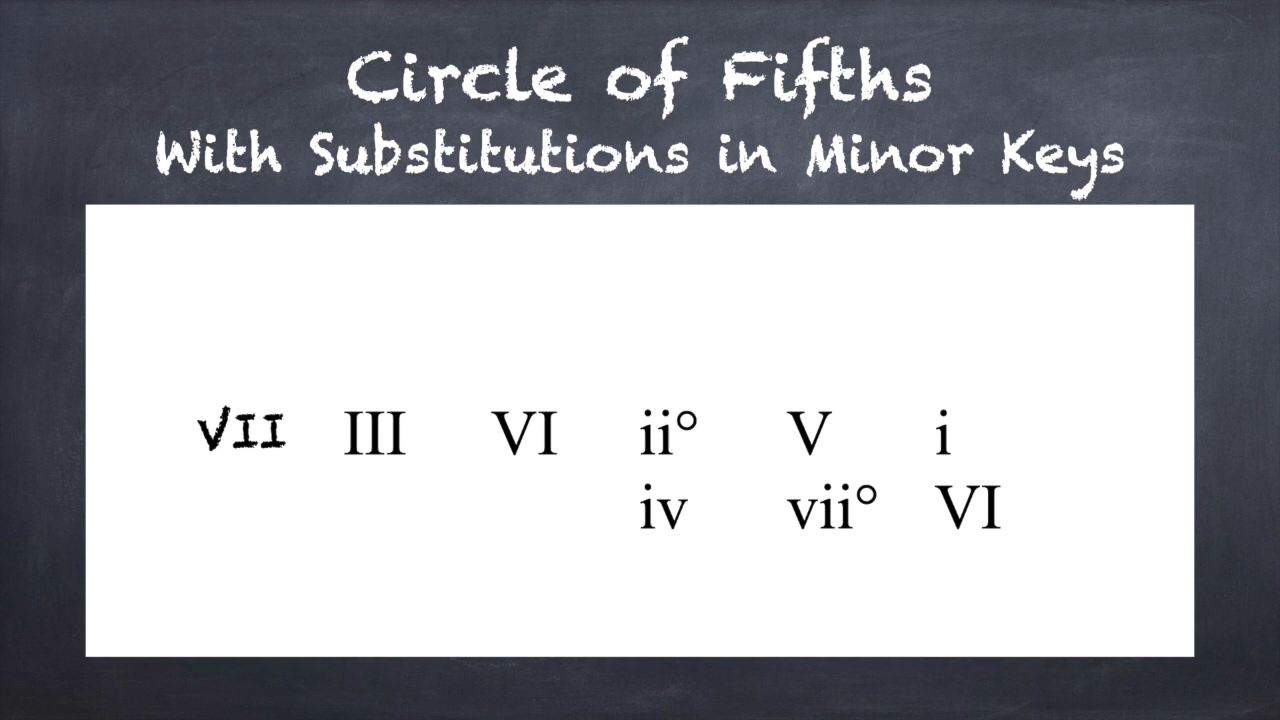 Circle of Fifths
With Substitutions in Minor Keys
VII III VI ii° V i
iv vii° VI